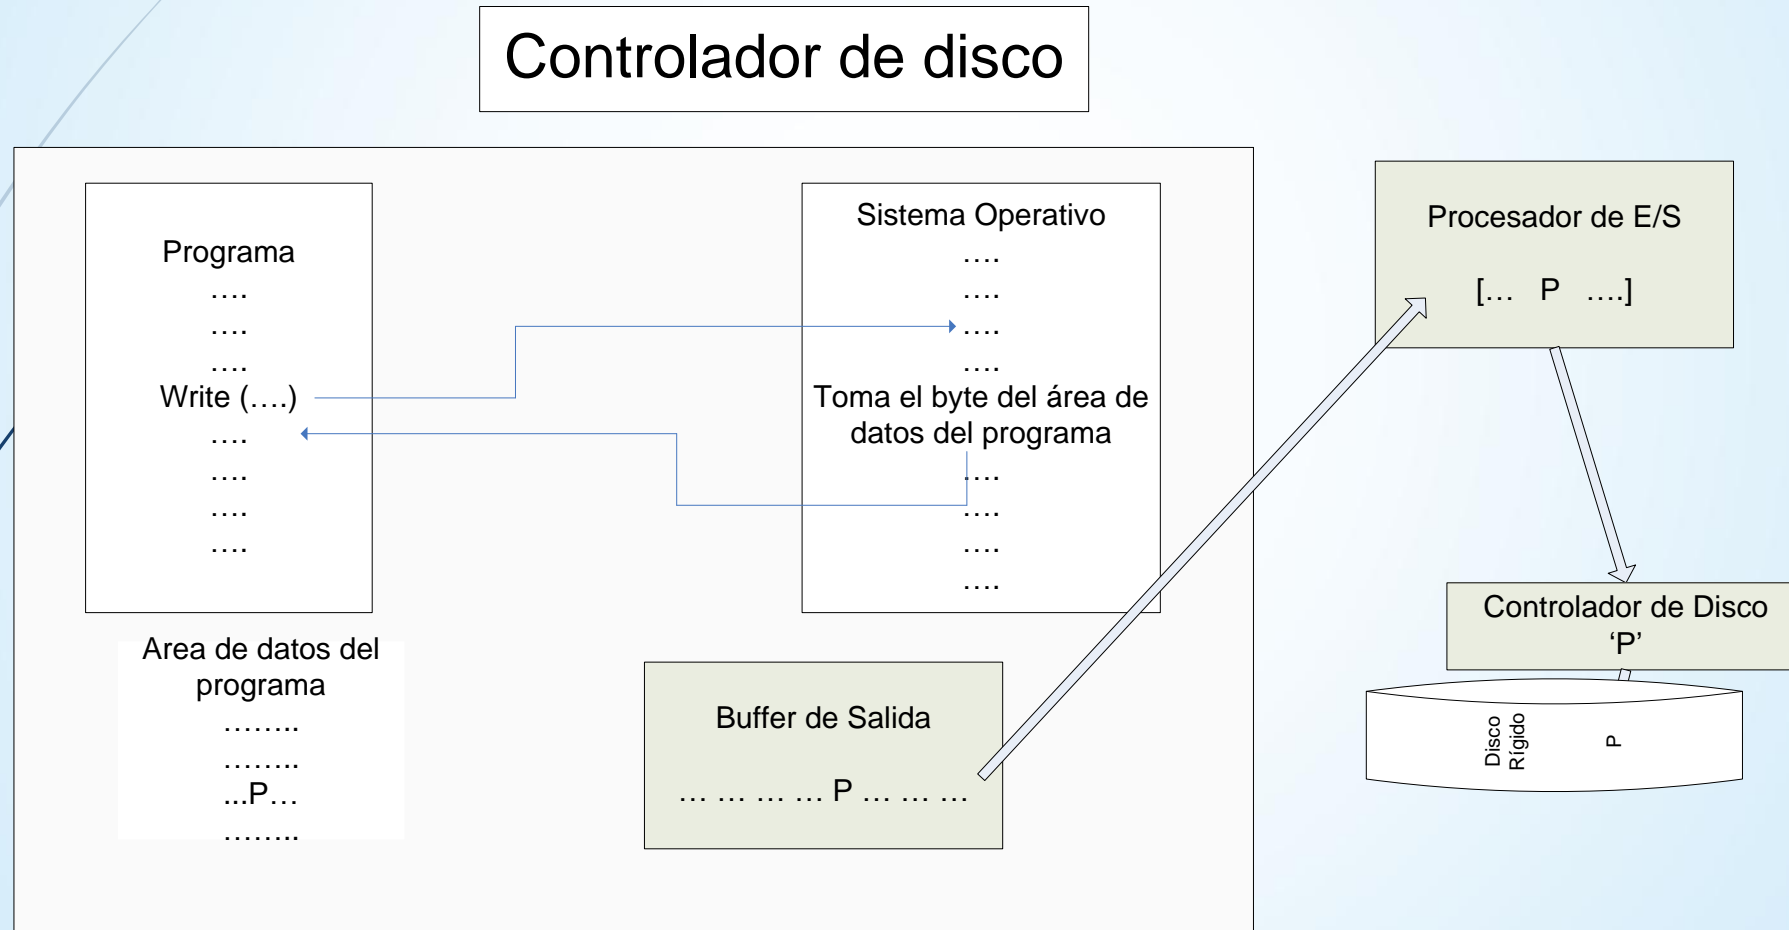 Controlador de disco
Programa
….
….
….
Write (….)
….
….
….
….
Sistema Operativo
….
….
….
….
Toma el byte del área de
datos del programa
….
….
….
….
Procesador de E/S
[… P ….]
Area de datos del
programa
……..
……..
...P…
……..
Buffer de Salida
… … … … P … … …
Controlador de Disco
‘P’
Disco
Rígido
P